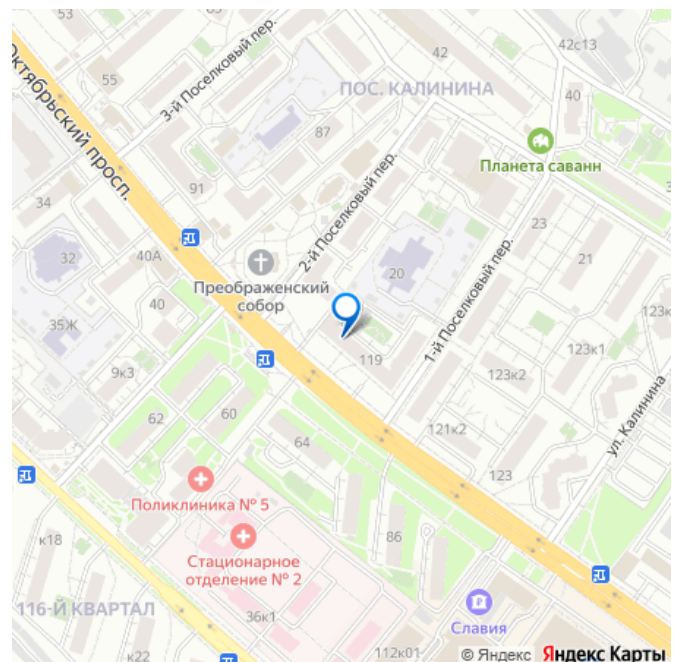 42
42с13
55
3-й Поселковый пер.
ПОС. КАЛИНИНА
40
Октябрьский просп.
87
Планета саванн
91
2-й Поселковый пер.
34
23
32
40А
20
21
Преображенский
собор
1-й Поселковый пер.
40
35Ж
123к
119
123к1
9к3
123к2
ул. Калинина
62
60
64
121к2
123
Поликлиника № 5
86
к18
Стационарное
отделение № 2
116-Й КВАРТАЛ
36к1
Славия
к22
112к01
© Яндекс Яндекс Карты